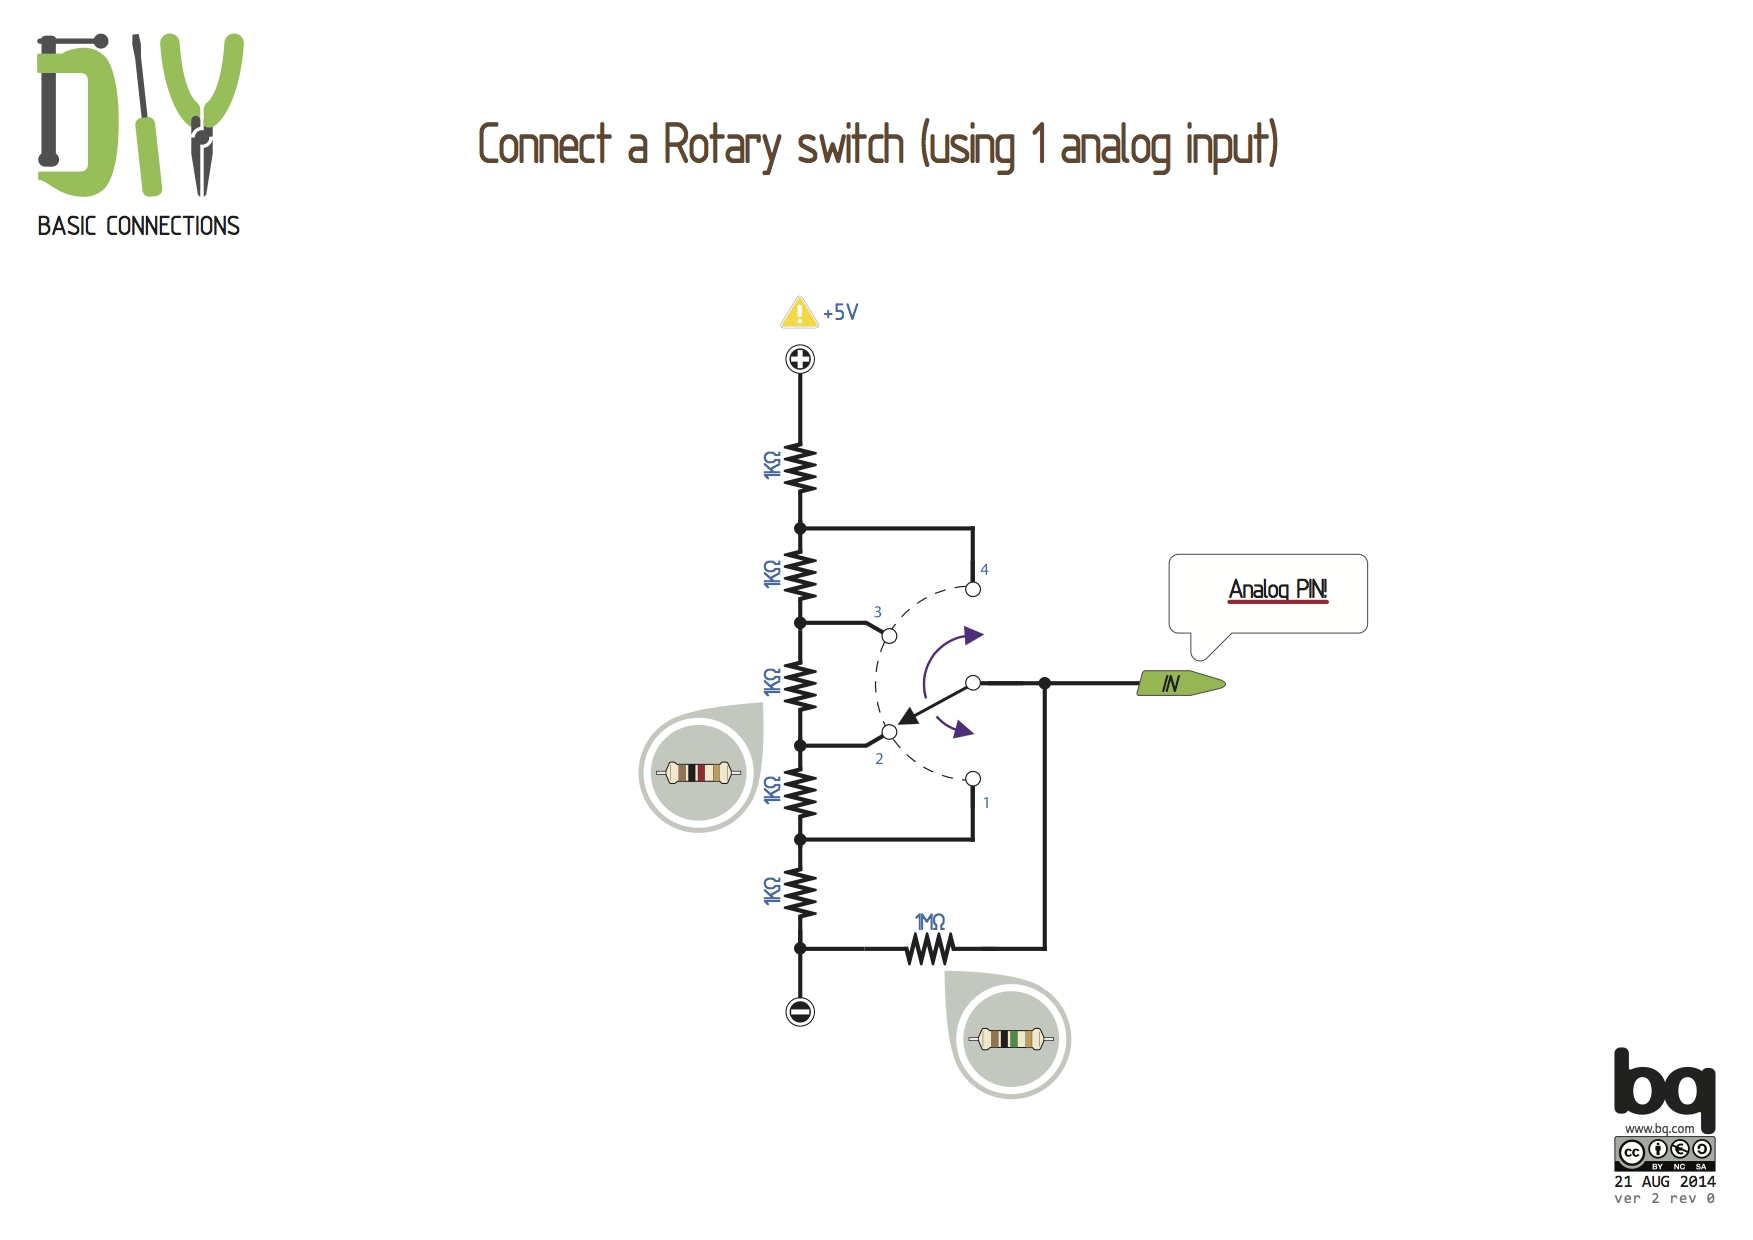 DIY
BASIC CONNECTIONS
Connect a Rotary switch (using 1 analog input)
+5V
1KΩ
1KΩ
4
3
Analog PIN!
1KΩ
IN
2
1KΩ
1
1KΩ
1MΩ
bq
www.bq.com
cc
BY NC SA
21 AUG 2014
ver 2 rev 0